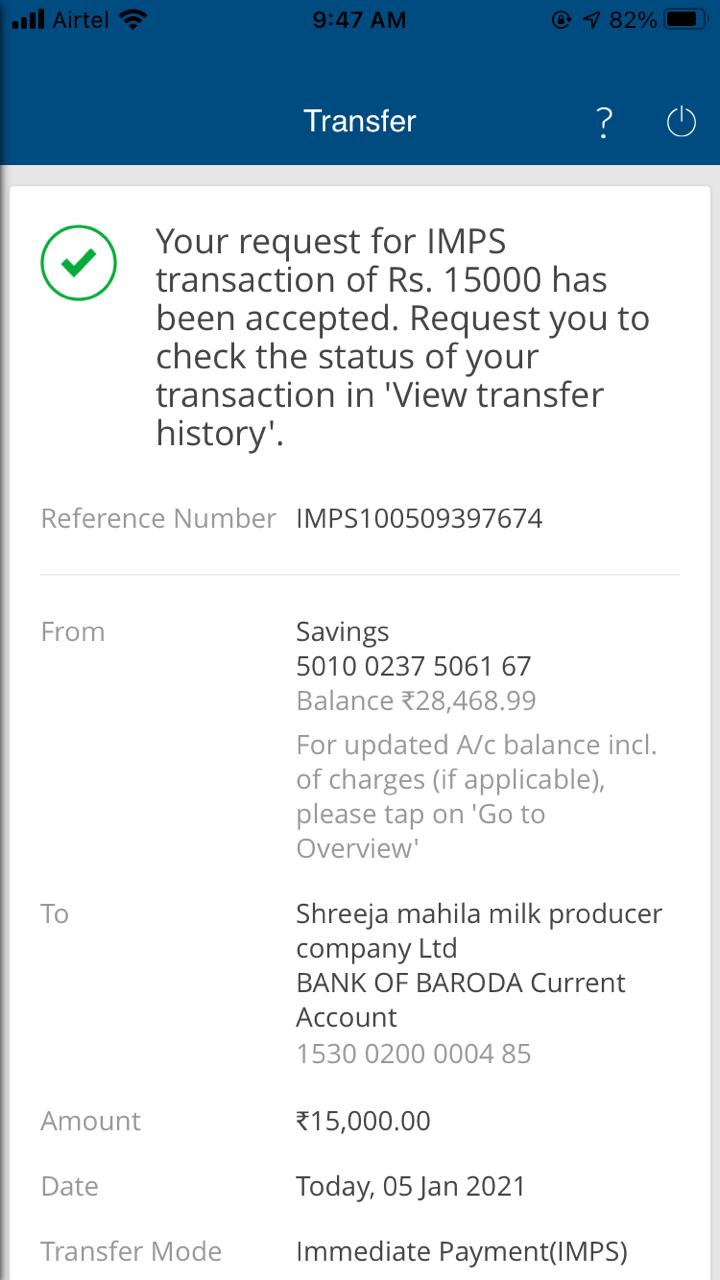 Airtel 9:47 AM 82%
Transfer ?
Your request for IMPS
transaction of Rs. 15000 has
been accepted. Request you to
check the status of your
transaction in 'View transfer
history'.
Reference Number IMPS100509397674
From Savings
5010 0237 5061 67
Balance ₹28,468.99
For updated A/c balance incl.
of charges (if applicable),
please tap on 'Go to
Overview'
To Shreeja mahila milk producer
company Ltd
BANK OF BARODA Current
Account
1530 0200 0004 85
Amount ₹15,000.00
Date Today, 05 Jan 2021
Transfer Mode Immediate Payment(IMPS)